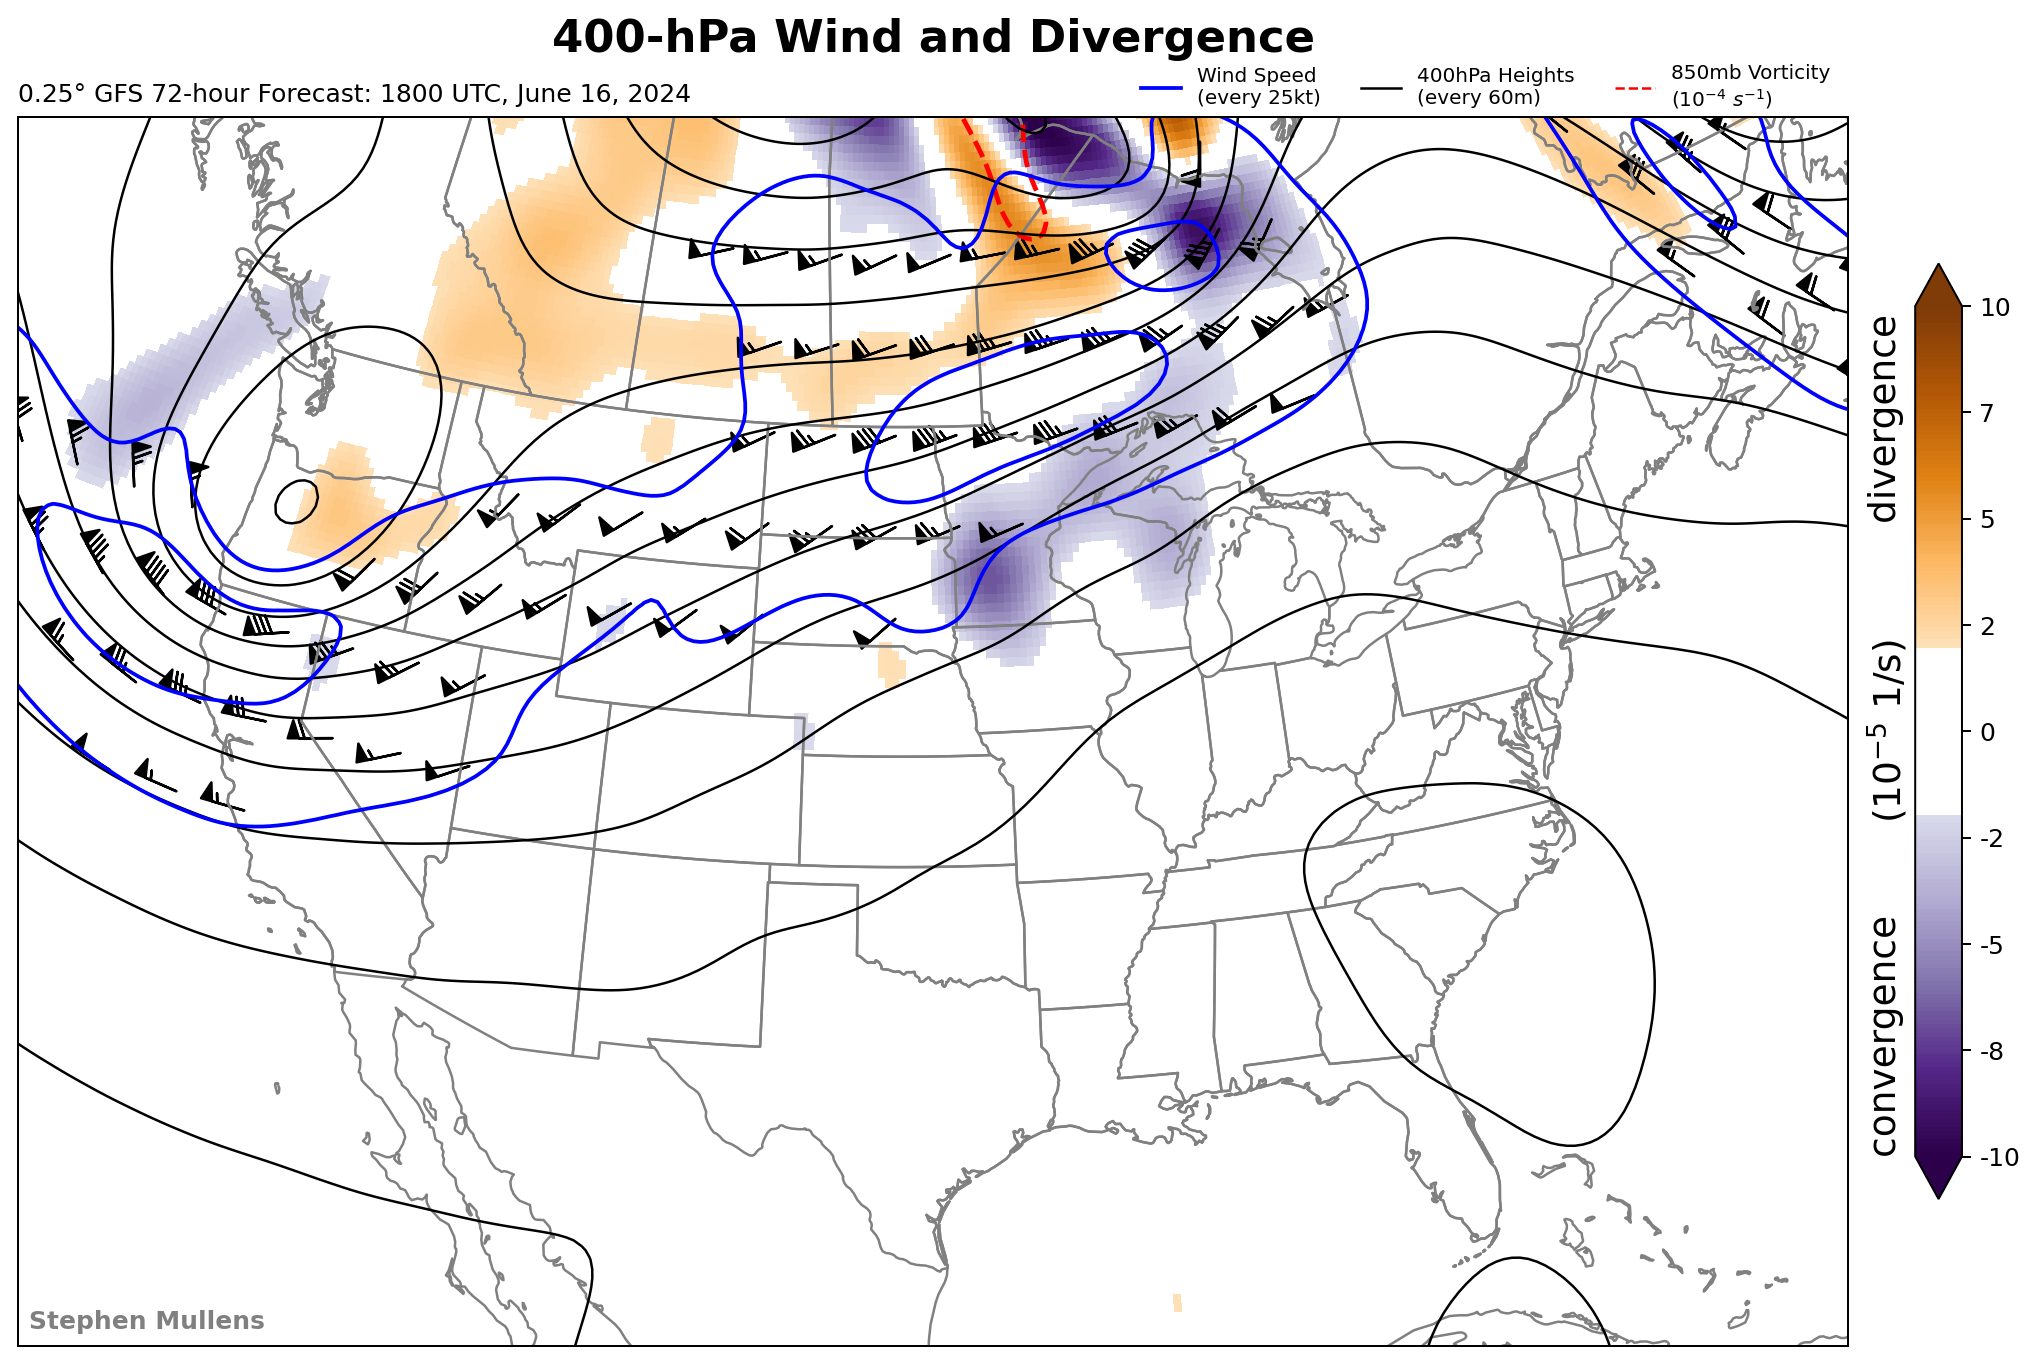 400-hPa Wind and Divergence
0.25° GFS 72-hour Forecast: 1800 UTC, June 16, 2024
Wind Speed
(every 25kt)
400hPa Heights
(every 60m)
850mb Vorticity
(10⁻⁴ s⁻¹)
10
7
5
2
0
-2
-5
-8
-10
convergence (10⁻⁵ 1/s) divergence
Stephen Mullens